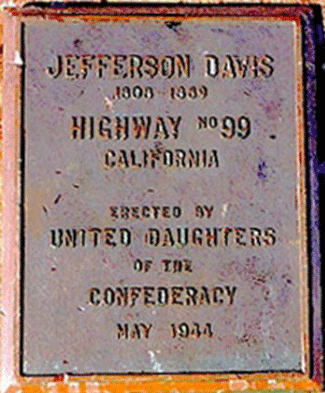 JEFFERSON DAVIS
1808-1889
HIGHWAY NO 99
CALIFORNIA
ERECTED BY
UNITED DAUGHTERS
OF THE
CONFEDERACY
MAY 1944